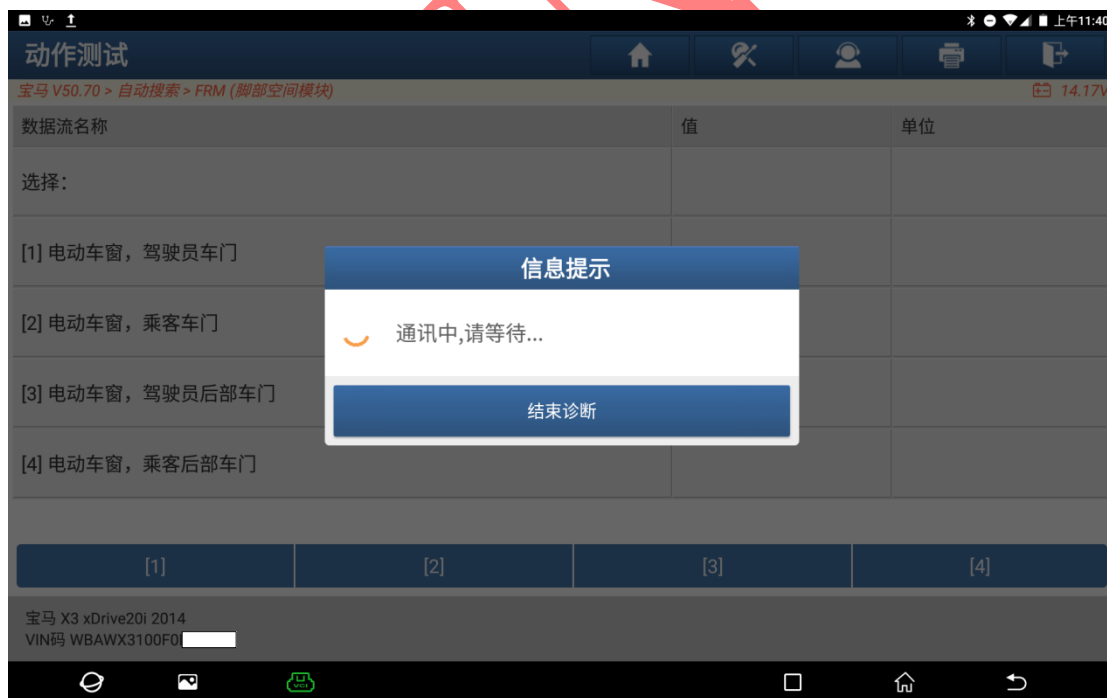 上午11:40
动作测试
宝马 V50.70 > 自动搜索 > FRM (脚部空间模块)
14.17V
数据流名称 值 单位
选择：
[1] 电动车窗，驾驶员车门
[2] 电动车窗，乘客车门
[3] 电动车窗，驾驶员后部车门
[4] 电动车窗，乘客后部车门
信息提示
通讯中,请等待...
结束诊断
[1] [2] [3] [4]
宝马 X3 xDrive20i 2014
VIN码 WBAWX3100F0
VCI